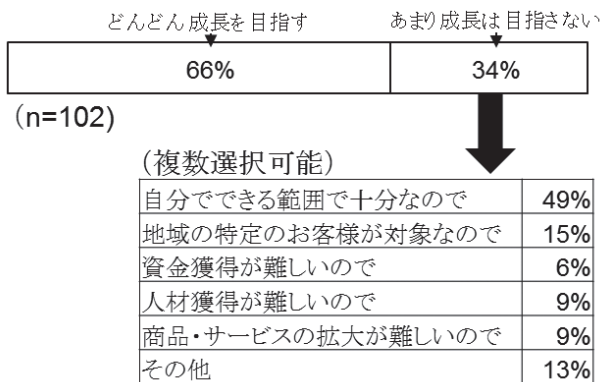 どんどん成長を目指す　あまり成長は目指さない
66%　34%
（n=102）
（複数選択可能）
自分でできる範囲で十分なので　49%
地域の特定のお客様が対象なので　15%
資金獲得が難しいので　6%
人材獲得が難しいので　9%
商品・サービスの拡大が難しいので　9%
その他　13%